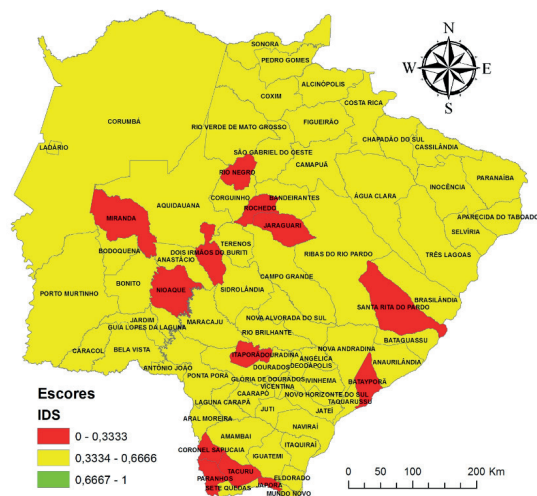 SONORA
PEDRO GOMES
ALCINÓPOLIS
COXIM
COSTA RICA
CORUMBÁ
RIO VERDE DE MATO GROSSO
FIGUEIRÃO
LADÁRIO
CHAPADÃO DO SUL
CASSILÂNDIA
SÃO GABRIEL DO OESTE
CAMAPUÃ
RIO NEGRO
PARANAÍBA
INOCÊNCIA
CORGUINHO
BANDEIRANTES
ÁGUA CLARA
AQUIDAUANA
ROCHEDO
APARECIDA DO TABOADO
MIRANDA
JARAGUARI
SELVÍRIA
TERENOS
BODOQUENA
DOIS IRMÃOS DO BURITI
ANASTÁCIO
RIBAS DO RIO PARDO
TRÊS LAGOAS
CAMPO GRANDE
BONITO
NIOAQUE
SIDROLÂNDIA
PORTO MURTINHO
BRASILÂNDIA
SANTA RITA DO PARDO
NOVA ALVORADA DO SUL
JARDIM
MARACAJU
GUIA LOPES DA LAGUNA
RIO BRILHANTE
BATAGUASSU
CARACOL
BELA VISTA
ITAPORÃ
DOURADINA
NOVA ANDRADINA
ANGÉLICA
ANAURILÂNDIA
DEODÁPOLIS
ANTÔNIO JOÃO
DOURADOS
PONTA PORÃ
GLÓRIA DE DOURADOS
IVINHEMA
BATAYPORÃ
VICENTINA
CAARAPÓ
NOVO HORIZONTE DO SUL
TAQUARUSSU
LAGUNA CARAPÃ
JUTI
JATEÍ
ARAL MOREIRA
NAVIRAÍ
AMAMBAI
ITAQUIRAÍ
CORONEL SAPUCAIA
IGUATEMI
TACURU
PARANHOS
ELDORADO
SETE QUEDAS
JAPORÃ
MUNDO NOVO
N
W E
S
Escores
IDS
0 - 0,3333
0,3334 - 0,6666
0,6667 - 1
0 50 100 200 Km